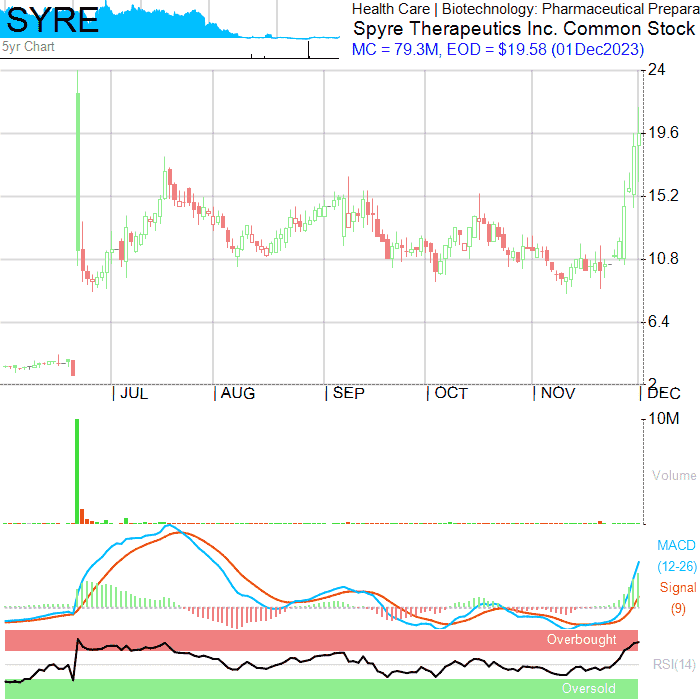 SYRE
5yr Chart
Health Care | Biotechnology: Pharmaceutical Prepara
Spyre Therapeutics Inc. Common Stock
MC = 79.3M, EOD = $19.58 (01Dec2023)
24
19.6
15.2
10.8
6.4
2
JUL
AUG
SEP
OCT
NOV
DEC
10M
Volume
MACD
(12-26)
Signal
(9)
Overbought
RSI(14)
Oversold